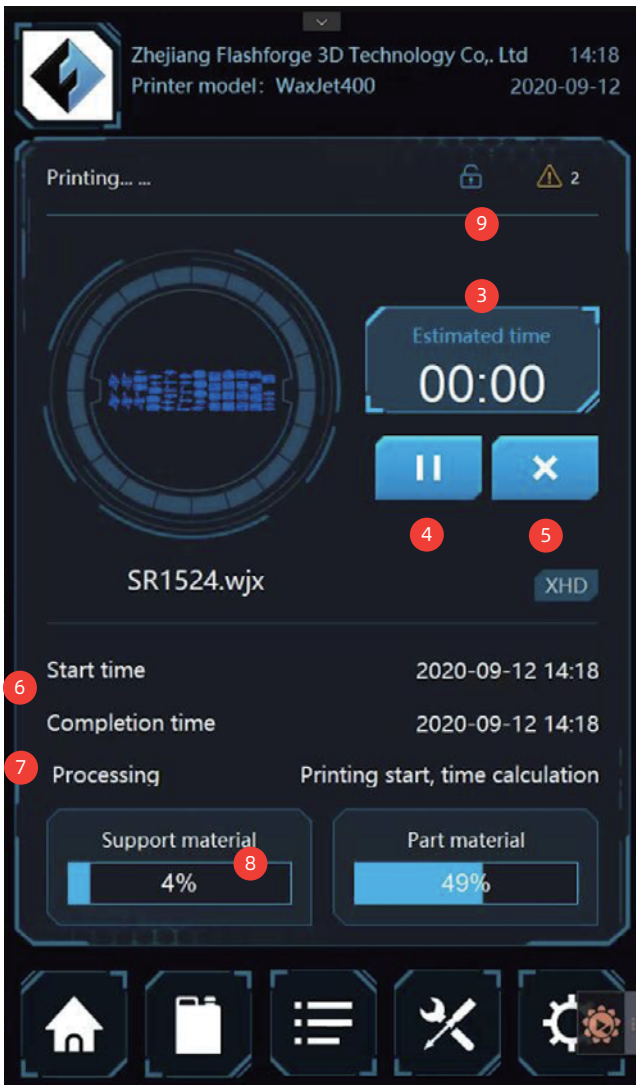 Zhejiang Flashforge 3D Technology Co,. Ltd 14:18
Printer model: WaxJet400 2020-09-12
Printing... ... 2
9
3
Estimated time
00:00
4 5
SR1524.wjx XHD
6 Start time 2020-09-12 14:18
Completion time 2020-09-12 14:18
7 Processing Printing start, time calculation
Support material Part material
8
4% 49%